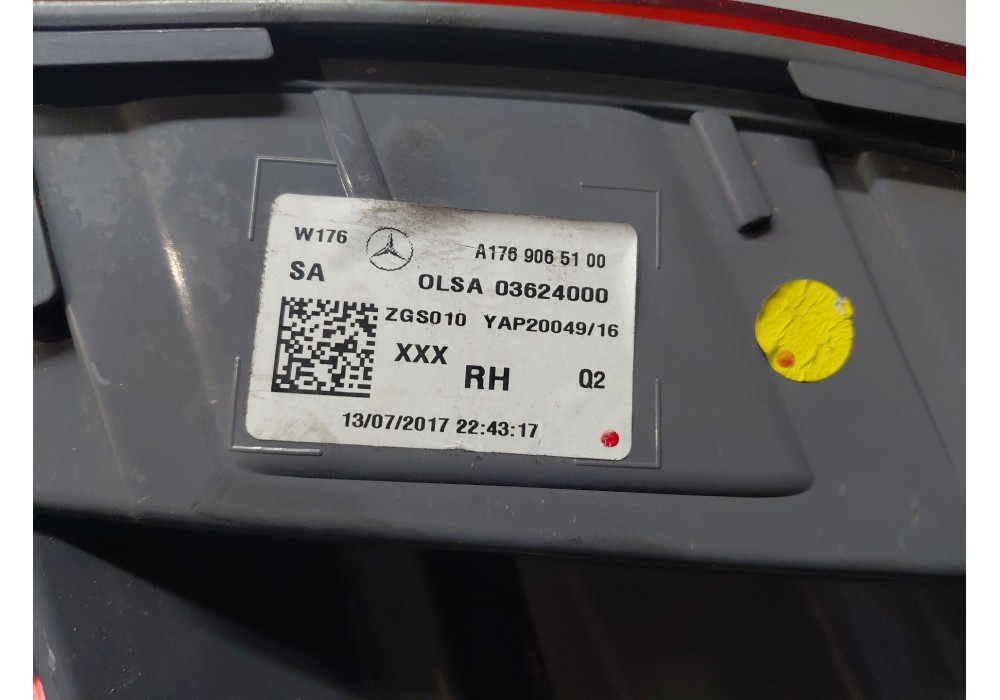 W176 A176 906 51 00
SA OLSA 03624000
ZGS010 YAP20049/16
XXX RH Q2
13/07/2017 22:43:17